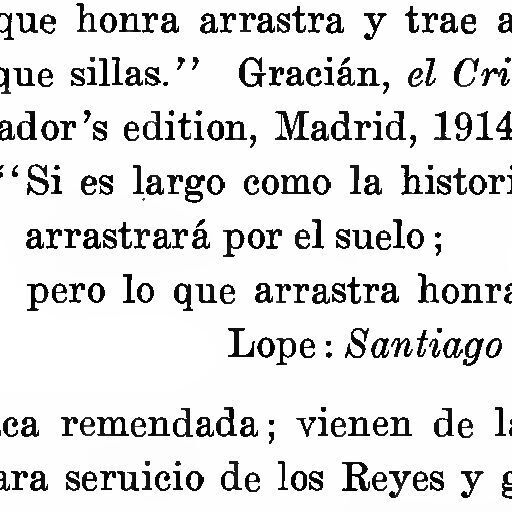 que honra arrastra y trae a
que sillas.” Gracián, el Cri
ador’s edition, Madrid, 1914
“Si es largo como la histori
arrastrará por el suelo;
pero lo que arrastra honra
Lope: Santiago
ca remendada; vienen de la
ara seruicio de los Reyes y g